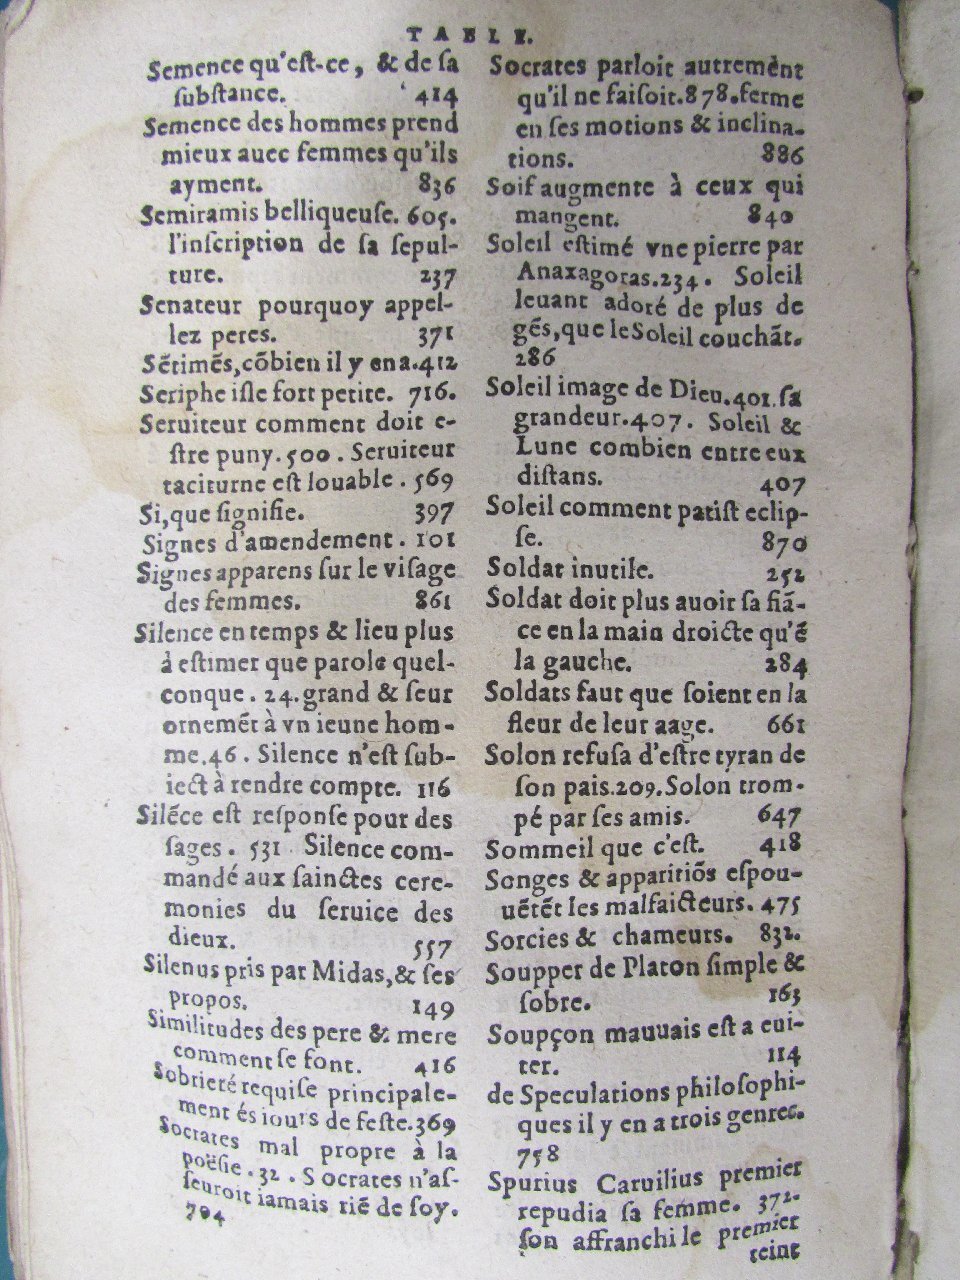 TABLE.
Semence qu'eſt-ce, & de ſa
ſubſtance. 414
Semence des hommes prend
mieux auec femmes qu'ils
ayment. 836
Semiramis belliqueuſe. 605.
l'inſcription de ſa ſepul-
ture. 237
Senateur pourquoy appel-
lez peres. 371
Sẽtimẽs, cõbien il y en a. 412
Seriphe iſle fort petite. 716.
Seruiteur comment doit e-
ſtre puny. 500. Seruiteur
taciturne eſt louable. 569
Si, que ſignifie. 397
Signes d'amendement. 101
Signes apparens ſur le viſage
des femmes. 861
Silence en temps & lieu plus
à eſtimer que parole quel-
conque. 24. grand & ſeur
ornemẽt à vn ieune hom-
me. 46. Silence n'eſt ſub-
iect à rendre compte. 116
Silẽce eſt reſponſe pour des
ſages. 531 Silence com-
mandé aux ſainctes cere-
monies du ſeruice des
dieux. 557
Silenus pris par Midas, & ſes
propos. 149
Similitudes des pere & mere
comment ſe font. 416
Sobrieté requiſe principale-
ment és iours de feſte. 369
Socrates mal propre à la
poëſie. 32. Socrates n'aſ-
ſeuroit iamais riẽ de ſoy.
704
Socrates parloit autremẽnt
qu'il ne faiſoit. 878. ferme
en ſes motions & inclina-
tions. 886
Soif augmente à ceux qui
mangent. 840
Soleil eſtimé vne pierre par
Anaxagoras. 234. Soleil
leuant adoré de plus de
gẽs, que le Soleil couchãt.
286
Soleil image de Dieu. 401. ſa
grandeur. 407. Soleil &
Lune combien entre eux
diſtans. 407
Soleil comment patiſt eclip-
ſe. 870
Soldat inutile. 252
Soldat doit plus auoir ſa fiã-
ce en la main droicte qu'ẽ
la gauche. 284
Soldats faut que ſoient en la
fleur de leur aage. 661
Solon refuſa d'eſtre tyran de
ſon pais. 209. Solon trom-
pé par ſes amis. 647
Sommeil que c'eſt. 418
Songes & apparitiõs eſpou-
uẽtẽt les malfaicteurs. 475
Sorcies & chameurs. 832.
Soupper de Platon ſimple &
ſobre. 163
Soupçon mauuais eſt a eui-
ter. 114
de Speculations philoſophi-
ques il y en a trois genres.
758
Spurius Caruilius premier
repudia ſa femme. 372.
ſon affranchi le premier
teint